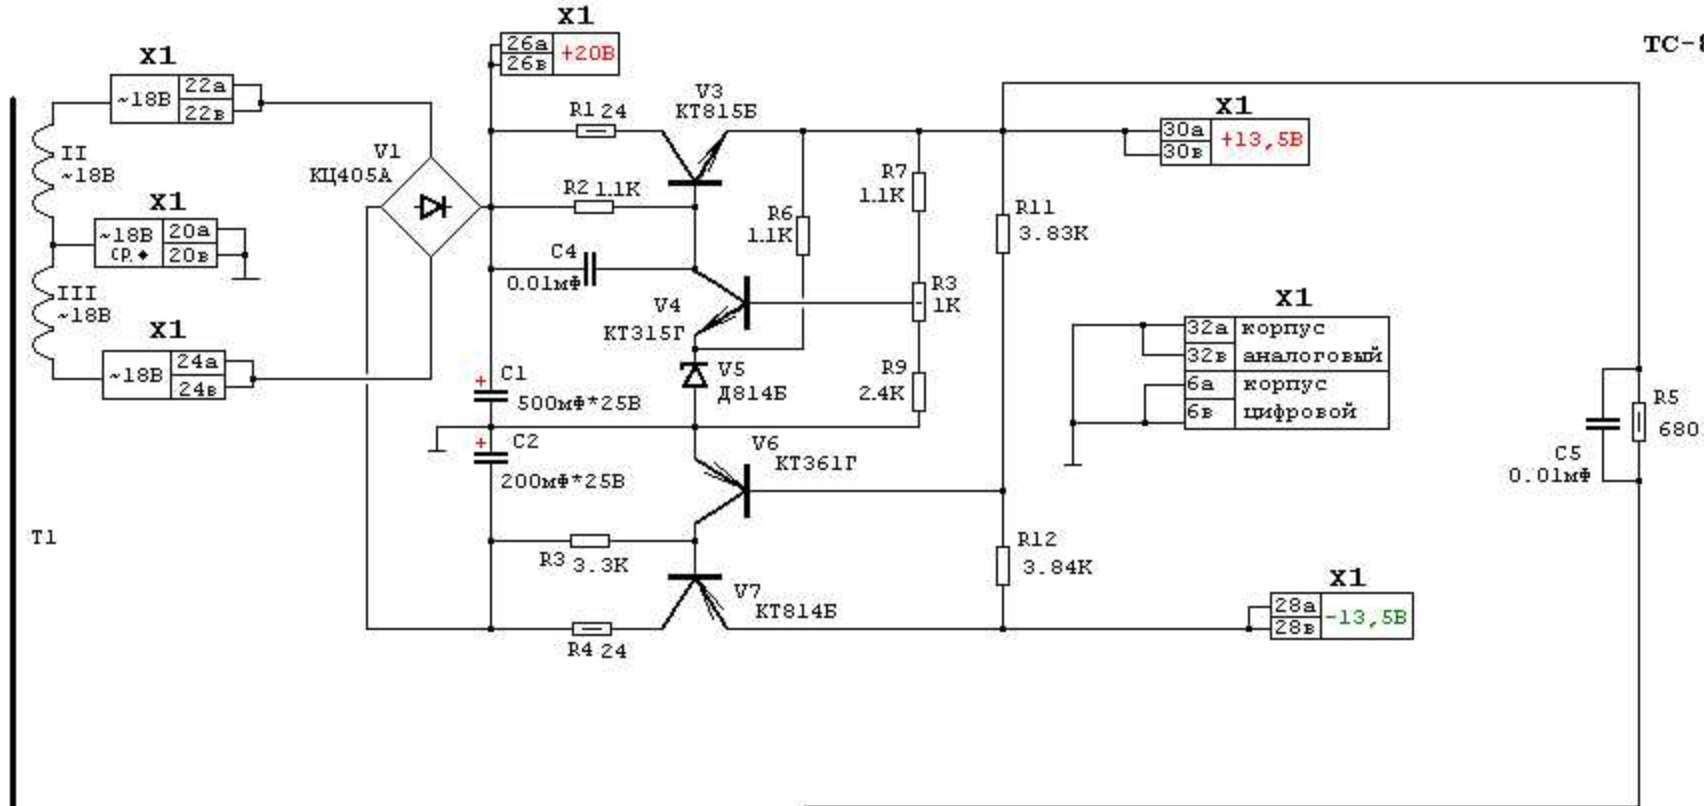 X1
26а
26в
+20В
ТС-8
X1
~18В
22а
22в
V3
КТ815Б
R1 24
X1
30а
30в
+13,5В
II
~18В
V1
КЦ405А
R2 1.1К
R7
1.1К
R6
1.1К
R11
3.83К
X1
~18В
СР.
20а
20в
C4
0.01мФ
R3
1К
III
~18В
V4
КТ315Г
X1
32а корпус
32в аналоговый
6а корпус
6в цифровой
X1
~18В
24а
24в
C1
500мФ*25В
V5
Д814Б
R9
2.4К
R5
680
C2
200мФ*25В
V6
КТ361Г
C5
0.01мФ
T1
R3 3.3К
R12
3.84К
V7
КТ814Б
X1
28а
28в
-13,5В
R4 24